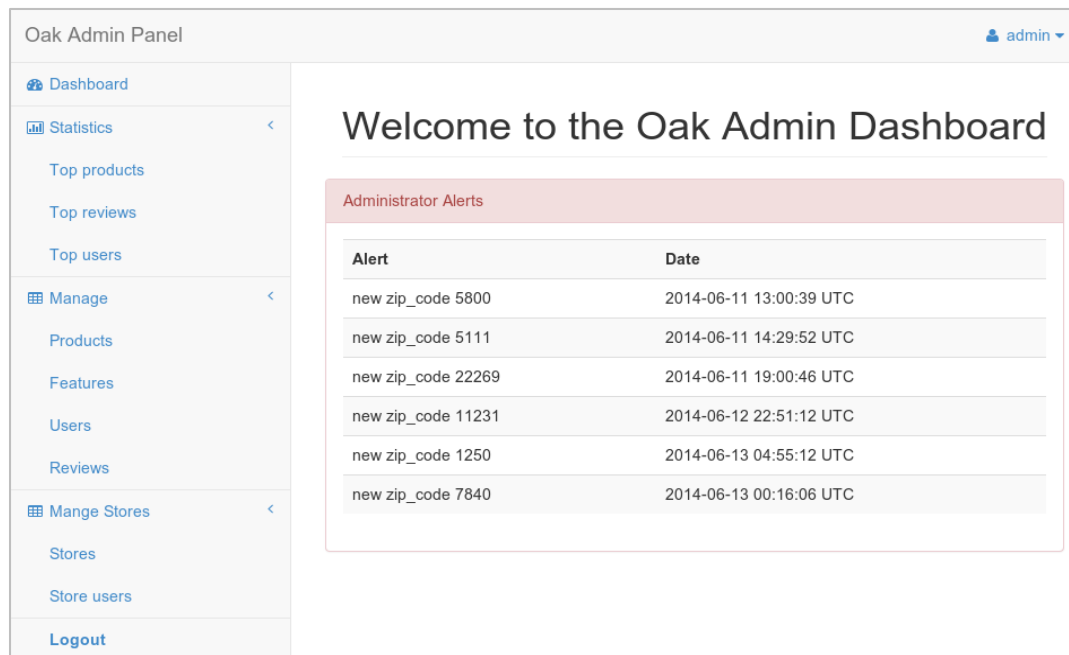 Oak Admin Panel
admin
Dashboard
Statistics
Top products
Top reviews
Top users
Manage
Products
Features
Users
Reviews
Mange Stores
Stores
Store users
Logout
Welcome to the Oak Admin Dashboard
Administrator Alerts
Alert Date
new zip_code 5800 2014-06-11 13:00:39 UTC
new zip_code 5111 2014-06-11 14:29:52 UTC
new zip_code 22269 2014-06-11 19:00:46 UTC
new zip_code 11231 2014-06-12 22:51:12 UTC
new zip_code 1250 2014-06-13 04:55:12 UTC
new zip_code 7840 2014-06-13 00:16:06 UTC